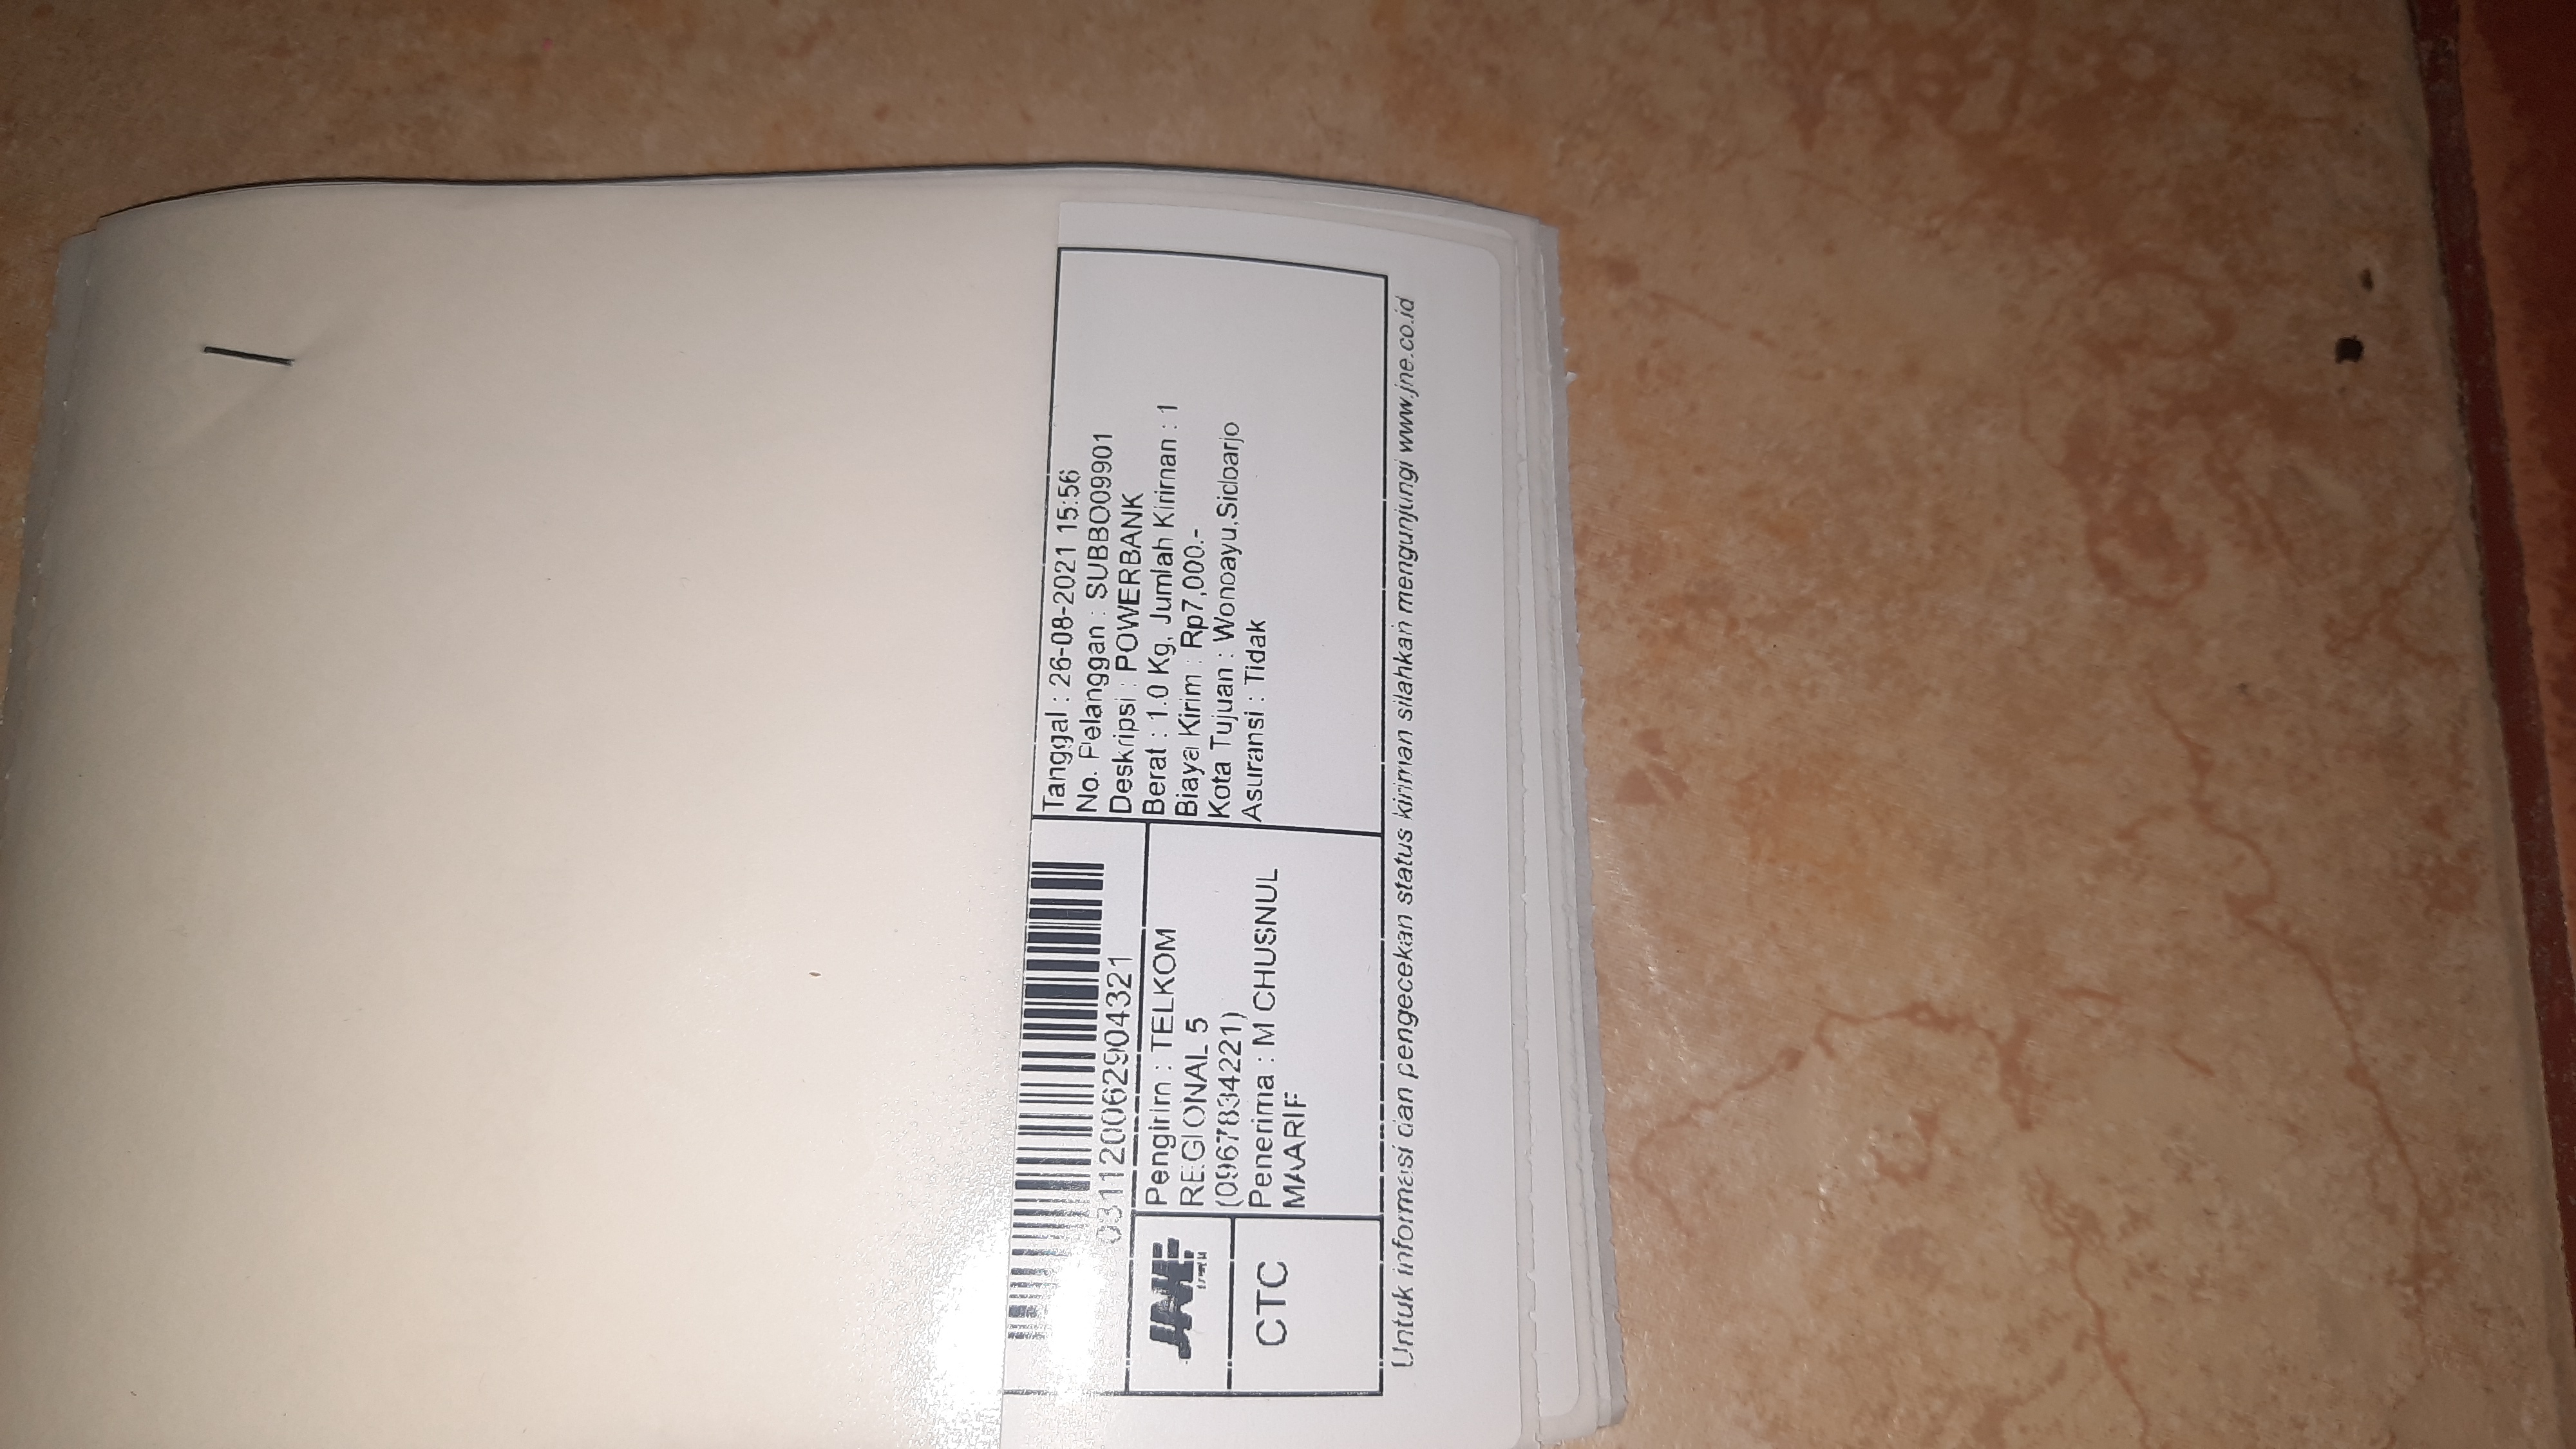 031120062904321
JNE
CTC
Pengirim : TELKOM
REGIONAL 5
(0967834221)
Penerima : M CHUSNUL
MAARIF
Tanggal : 26-08-2021 15:56
No. Pelanggan : SUBBO09901
Deskripsi : POWERBANK
Berat : 1.0 Kg, Jumlah Kiriman : 1
Biaya Kirim : Rp7,000.-
Kota Tujuan : Wonoayu,Sidoarjo
Asuransi : Tidak
Untuk informasi dan pengecekan status kiriman silahkan mengunjungi www.jne.co.id